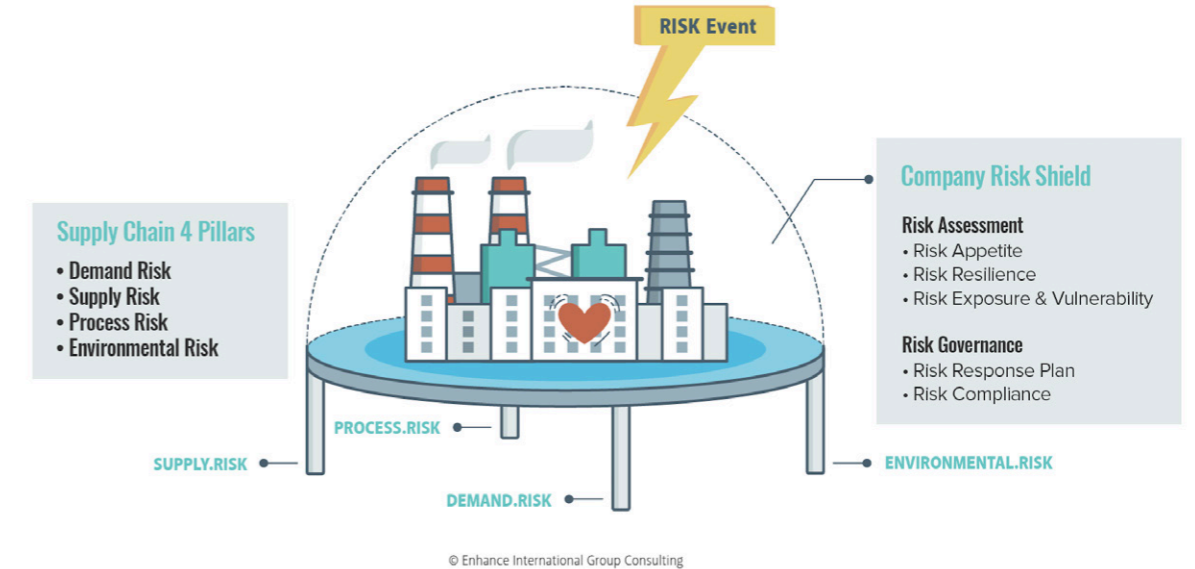 RISK Event
Supply Chain 4 Pillars
• Demand Risk
• Supply Risk
• Process Risk
• Environmental Risk
Company Risk Shield
Risk Assessment
• Risk Appetite
• Risk Resilience
• Risk Exposure & Vulnerability
Risk Governance
• Risk Response Plan
• Risk Compliance
PROCESS.RISK
SUPPLY.RISK
ENVIRONMENTAL.RISK
DEMAND.RISK
© Enhance International Group Consulting